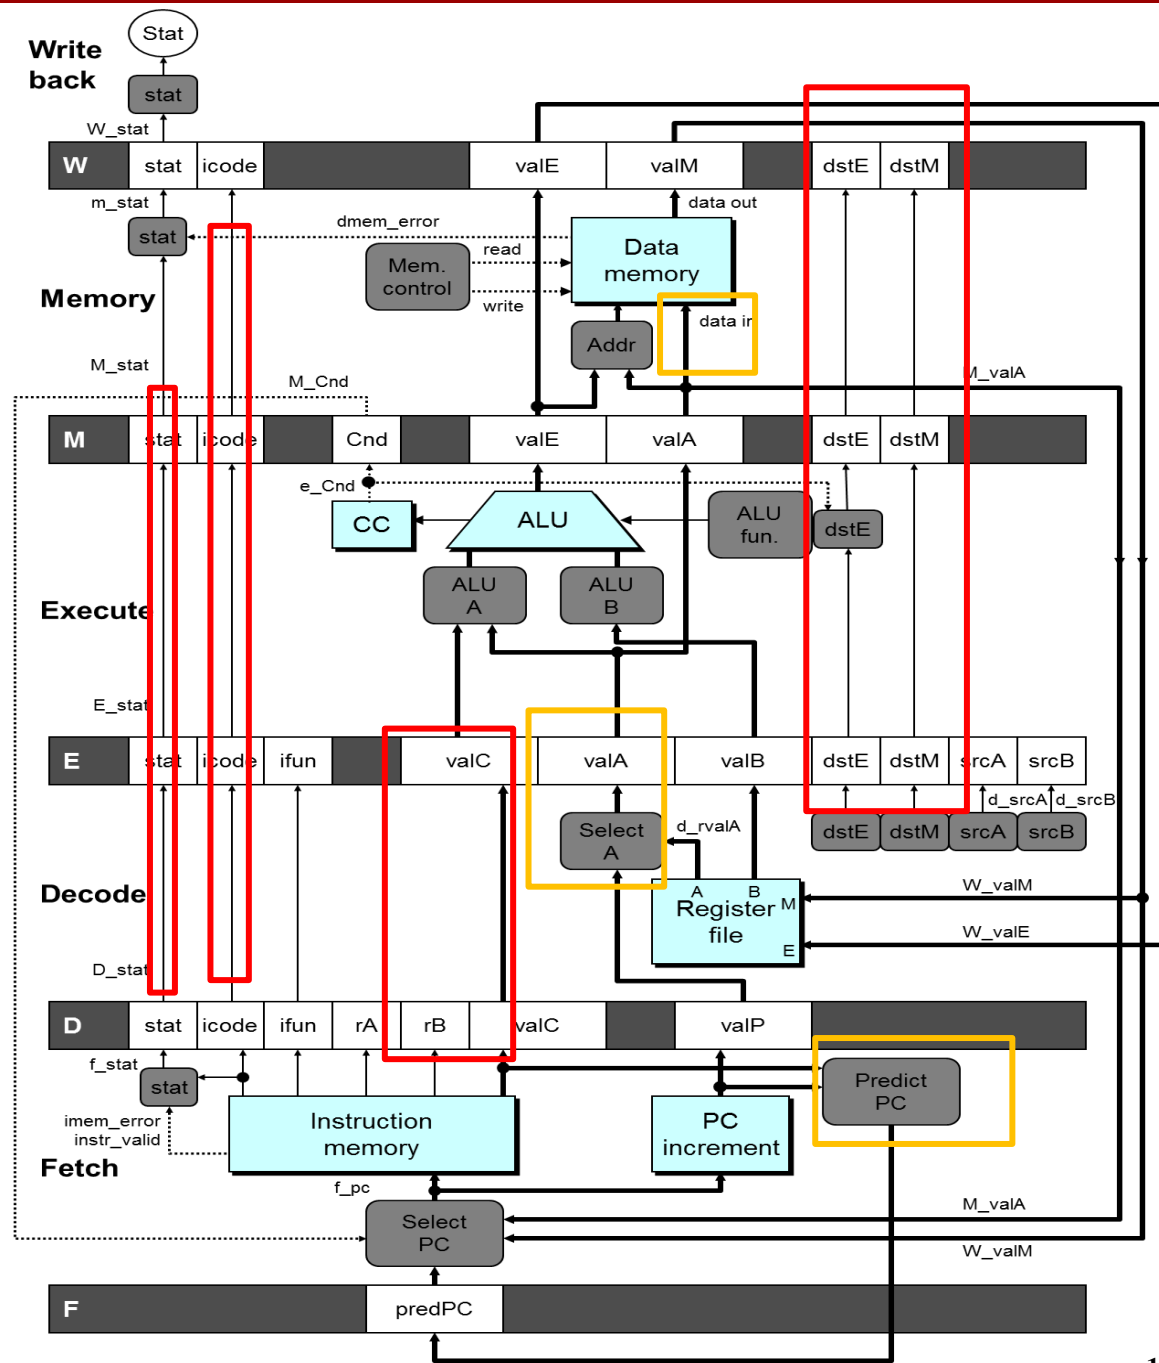 Stat
Write
back
stat
W_stat
W stat icode valE valM dstE dstM
m_stat
data out
stat
dmem_error
read
Mem.
control
write
Data
memory
Memory
data in
Addr
M_stat
M_Cnd
M_valA
M stat icode Cnd valE valA dstE dstM
e_Cnd
CC
ALU
ALU
fun.
dstE
ALU
A
ALU
B
Execute
E_stat
E stat icode ifun valC valA valB dstE dstM srcA srcB
d_srcA d_srcB
Select
A
d_rvalA
dstE dstM srcA srcB
Decode
A B
M
Register
file
E
W_valM
W_valE
D_stat
D stat icode ifun rA rB valC valP
f_stat
stat
Predict
PC
imem_error
instr_valid
Instruction
memory
PC
increment
Fetch
f_pc
M_valA
Select
PC
W_valM
F predPC